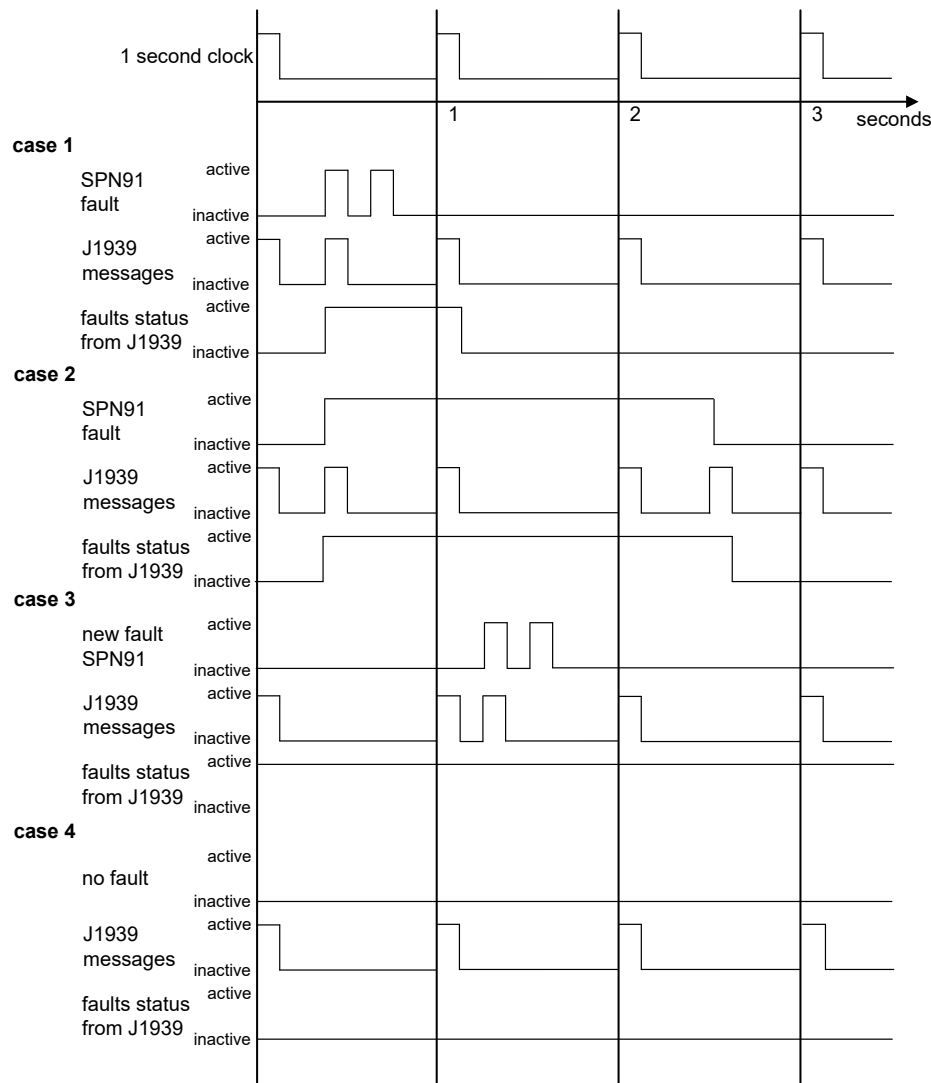 1 second clock
1
2
3
seconds
case 1
SPN91
fault
active
inactive
J1939
messages
active
inactive
faults status
from J1939
active
inactive
case 2
SPN91
fault
active
inactive
J1939
messages
active
inactive
faults status
from J1939
active
inactive
case 3
new fault
SPN91
active
inactive
J1939
messages
active
inactive
faults status
from J1939
active
inactive
case 4
no fault
active
inactive
J1939
messages
active
inactive
faults status
from J1939
active
inactive